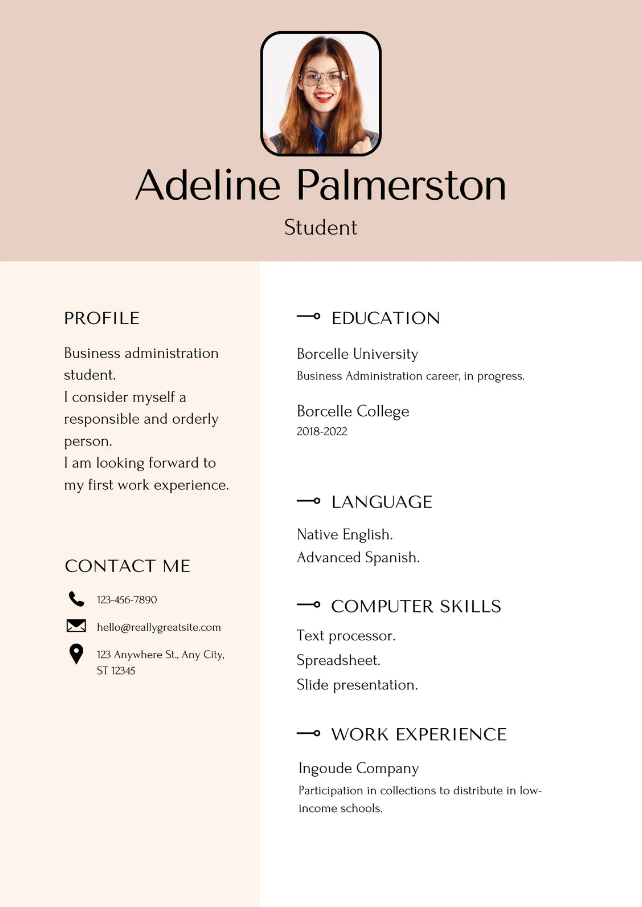 Adeline Palmerston
Student
PROFILE
Business administration
student.
I consider myself a
responsible and orderly
person.
I am looking forward to
my first work experience.
CONTACT ME
123-456-7890
hello@reallygreatsite.com
123 Anywhere St., Any City,
ST 12345
EDUCATION
Borcelle University
Business Administration career, in progress.
Borcelle College
2018-2022
LANGUAGE
Native English.
Advanced Spanish.
COMPUTER SKILLS
Text processor.
Spreadsheet.
Slide presentation.
WORK EXPERIENCE
Ingoude Company
Participation in collections to distribute in low-
income schools.